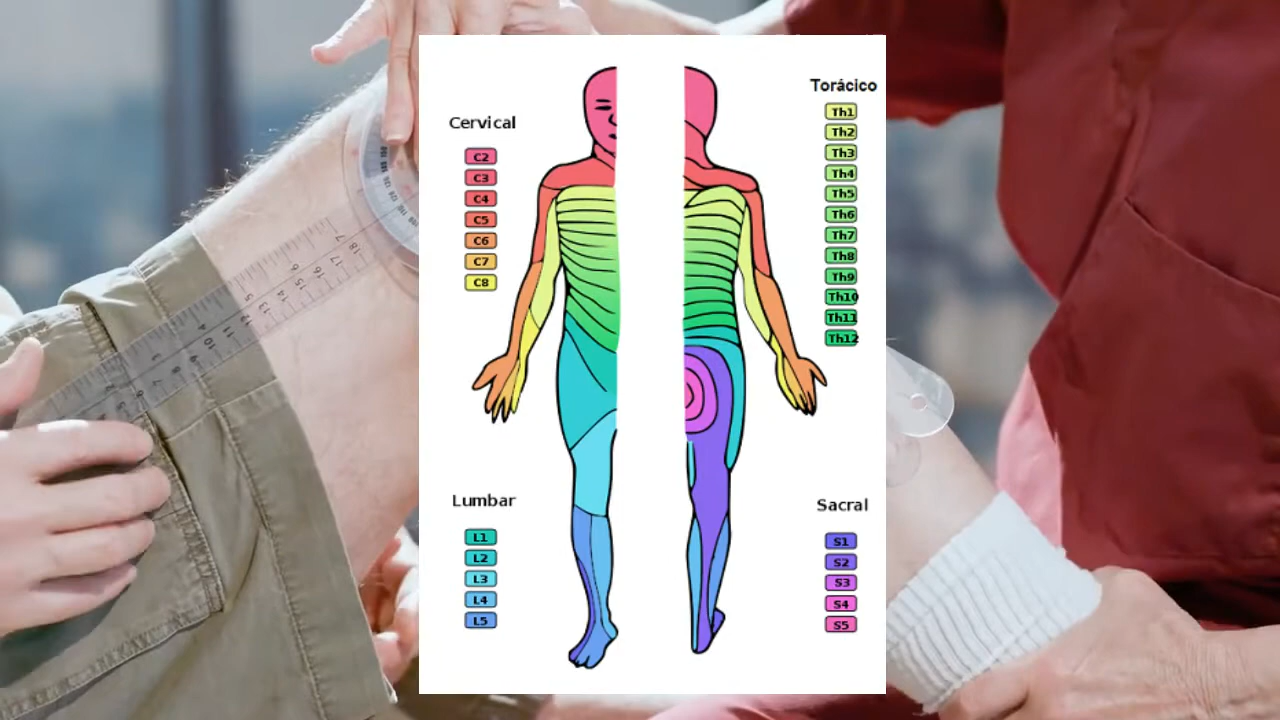 Cervical
C2
C3
C4
C5
C6
C7
C8
Torácico
Th1
Th2
Th3
Th4
Th5
Th6
Th7
Th8
Th9
Th10
Th11
Th12
Lumbar
L1
L2
L3
L4
L5
Sacral
S1
S2
S3
S4
S5